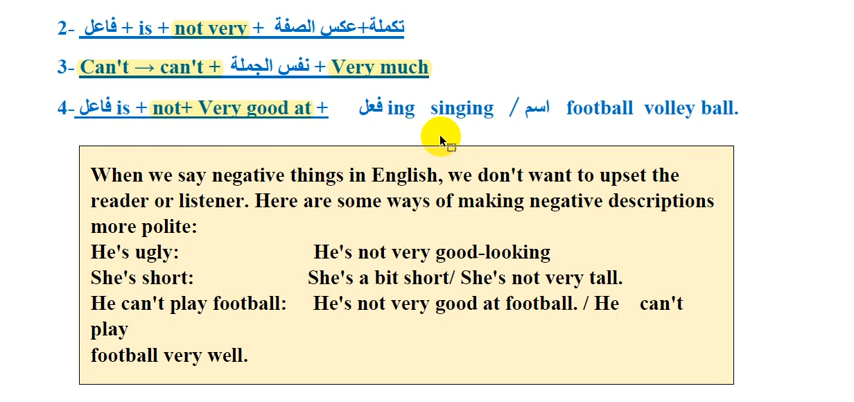 2- فاعل + is + not very + تكملة+عكس الصفة
3- Can't → can't + نفس الجملة + Very much
4- فاعل is + not+ Very good at + فعل ing singing / اسم football volley ball.
When we say negative things in English, we don't want to upset the
reader or listener. Here are some ways of making negative descriptions
more polite:
He's ugly: He's not very good-looking
She's short: She's a bit short/ She's not very tall.
He can't play football: He's not very good at football. / He can't
play
football very well.